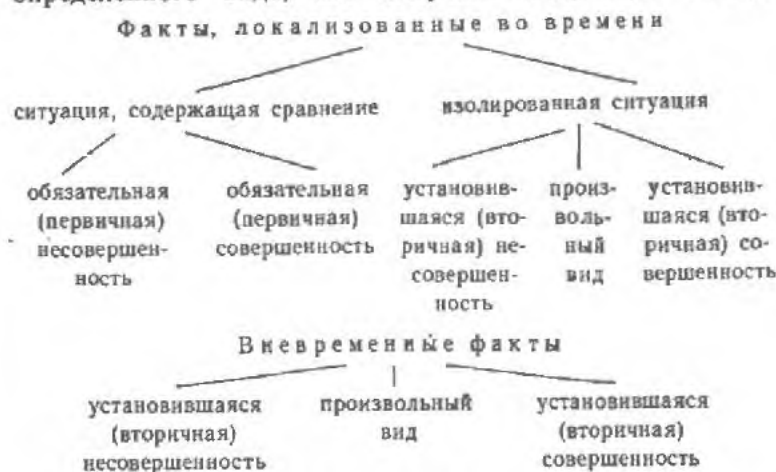 Факты, локализованные во времени
ситуация, содержащая сравнение
изолированная ситуация
обязательная
(первичная)
несовершен-
ность
обязательная
(первичная)
совершенность
установив-
шаяся (вто-
ричная) не-
совершен-
ность
произ-
воль-
ный
вид
установив-
шаяся (вто-
ричная) со-
вершенность
Вневременные факты
установившаяся
(вторичная)
несовершенность
произвольный
вид
установившаяся
(вторичная)
совершенность